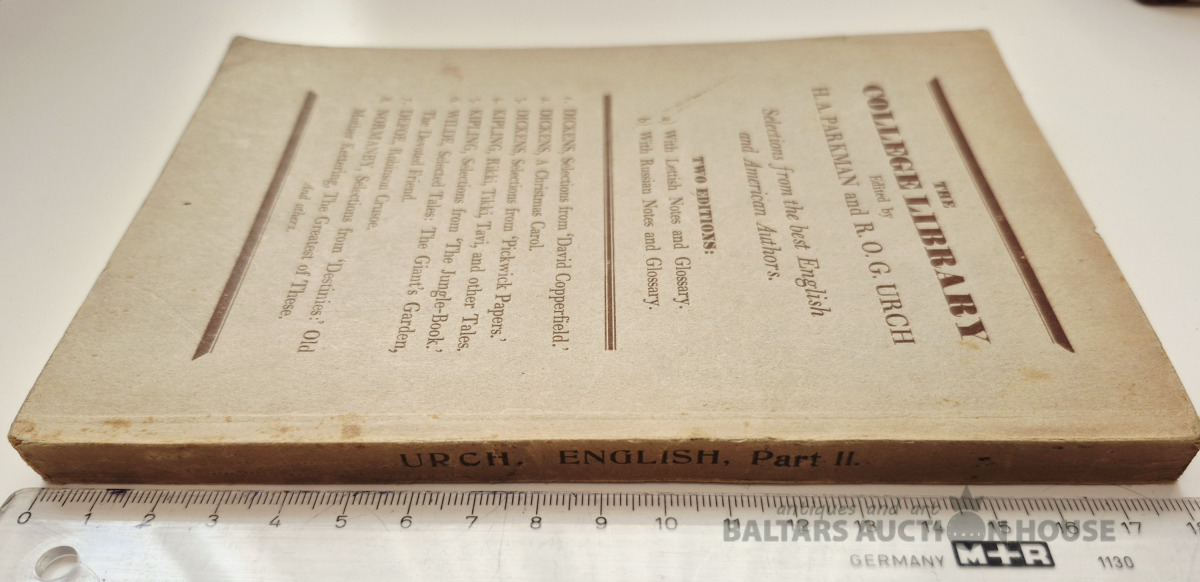 THE
COLLEGE LIBRARY
Edited by
H. A. PARKMAN and R. O. G. URCH
Selections from the best English
and American Authors.
TWO EDITIONS:
a) With Lettish Notes and Glossary.
b) With Russian Notes and Glossary.
1. DICKENS, Selections from 'David Copperfield.'
2. DICKENS, A Christmas Carol.
3. DICKENS, Selections from 'Pickwick Papers.'
4. KIPLING, Rikki, Tikki, Tavi, and other Tales.
5. KIPLING, Selections from 'The Jungle-Book.'
6. WILDE, Selected Tales: The Giant's Garden,
The Devoted Friend.
7. DEFOE, Robinson Crusoe.
8. NORMANBY, Selections from 'Destinies:' Old
Mother Kettering, The Greatest of These.
And others.
URCH, ENGLISH, Part II.
0 1 2 3 4 5 6 7 8 9 10 11 12 13 14 15 16 17
antiques and art
BALTARS AUCTION HOUSE
GERMANY M+R 1130